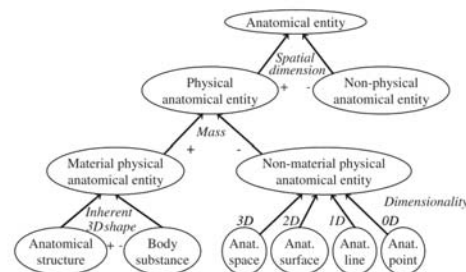 Anatomical entity
Spatial
dimension
+ -
Physical
anatomical entity
Non-physical
anatomical entity
Mass
+ -
Material physical
anatomical entity
Non-material physical
anatomical entity
Inherent
3Dshape
+ -
Dimensionality
3D 2D 1D 0D
Anatomical
structure
Body
substance
Anat.
space
Anat.
surface
Anat.
line
Anat.
point